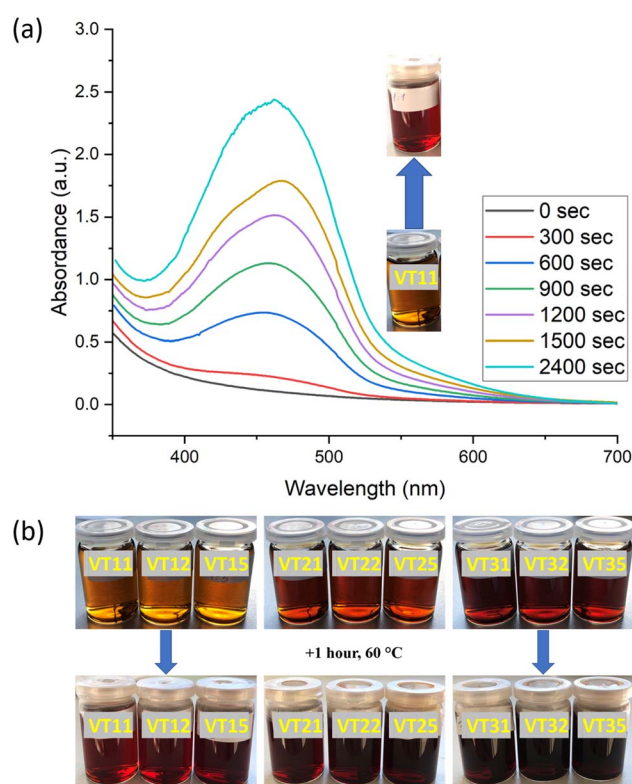 (a)
3.0
2.5
2.0
1.5
1.0
0.5
0.0
Absordance (a.u.)
400 500 600 700
Wavelength (nm)
VT11
0 sec
300 sec
600 sec
900 sec
1200 sec
1500 sec
2400 sec
(b)
VT11 VT12 VT15 VT21 VT22 VT25 VT31 VT32 VT35
+1 hour, 60 °C
VT11 VT12 VT15 VT21 VT22 VT25 VT31 VT32 VT35